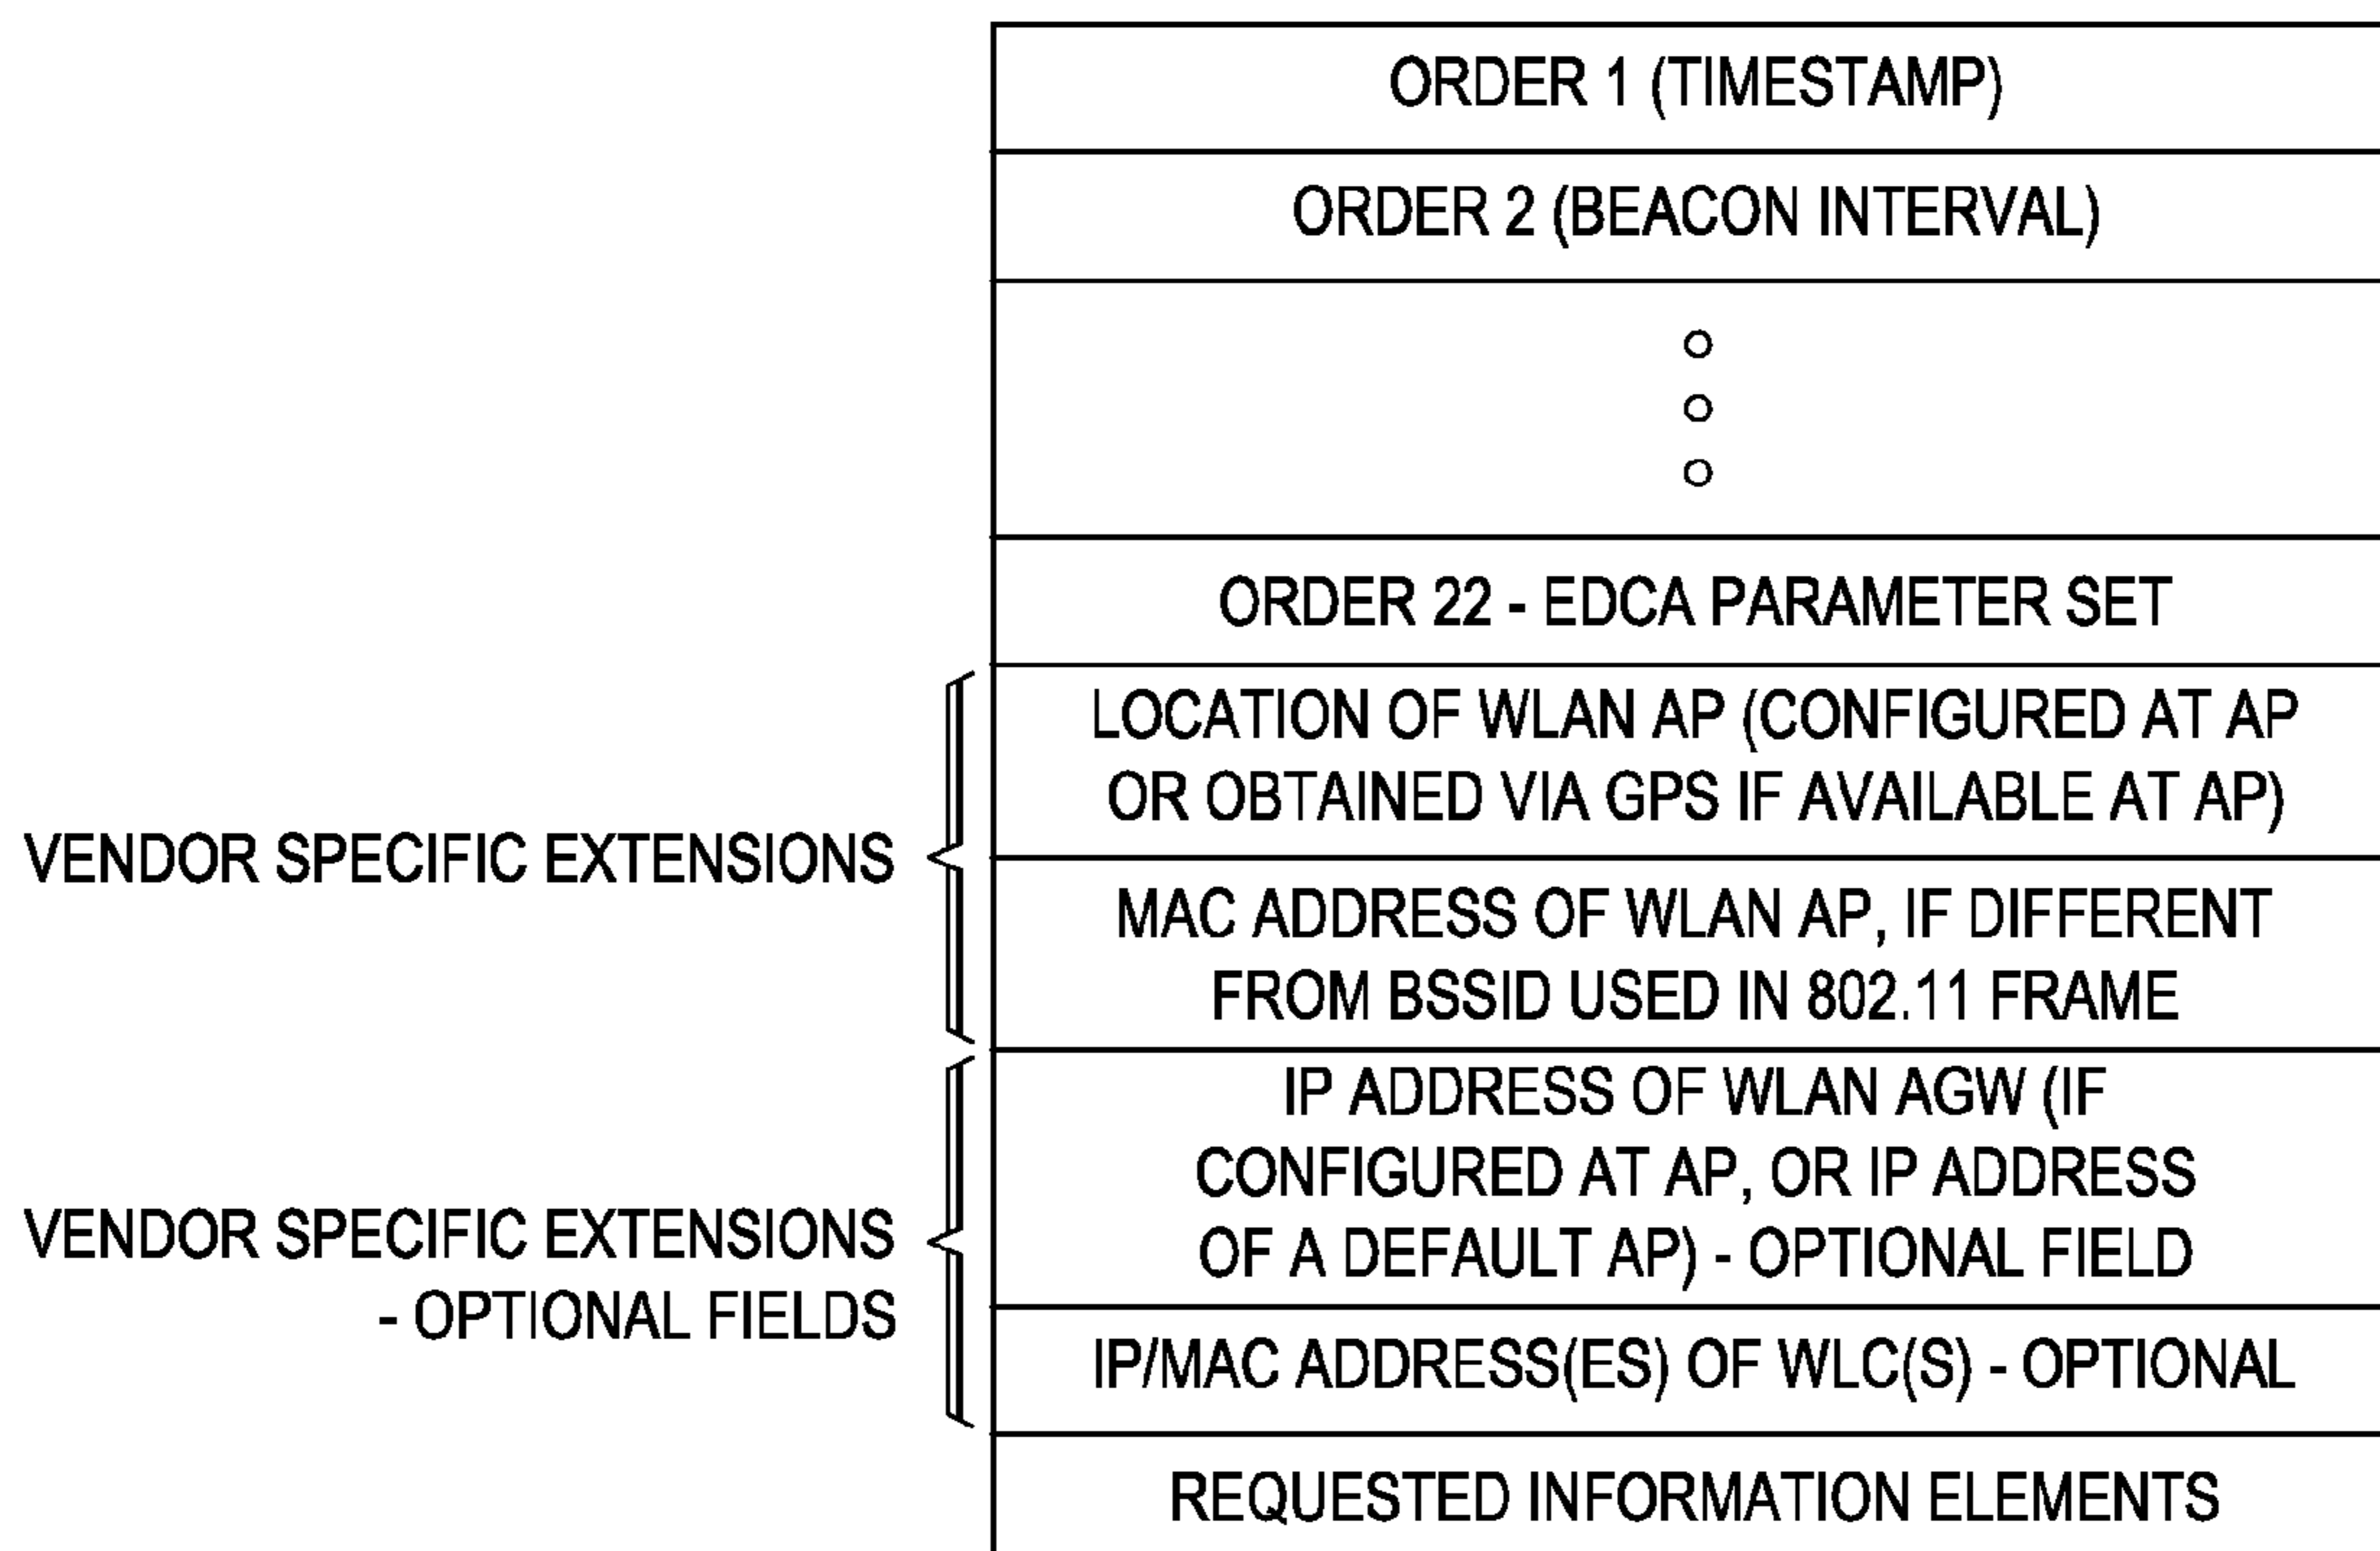 ORDER 1 (TIMESTAMP)
ORDER 2 (BEACON INTERVAL)
ORDER 22 - EDCA PARAMETER SET
VENDOR SPECIFIC EXTENSIONS
LOCATION OF WLAN AP (CONFIGURED AT AP
OR OBTAINED VIA GPS IF AVAILABLE AT AP)
MAC ADDRESS OF WLAN AP, IF DIFFERENT
FROM BSSID USED IN 802.11 FRAME
VENDOR SPECIFIC EXTENSIONS
- OPTIONAL FIELDS
IP ADDRESS OF WLAN AGW (IF
CONFIGURED AT AP, OR IP ADDRESS
OF A DEFAULT AP) - OPTIONAL FIELD
IP/MAC ADDRESS(ES) OF WLC(S) - OPTIONAL
REQUESTED INFORMATION ELEMENTS